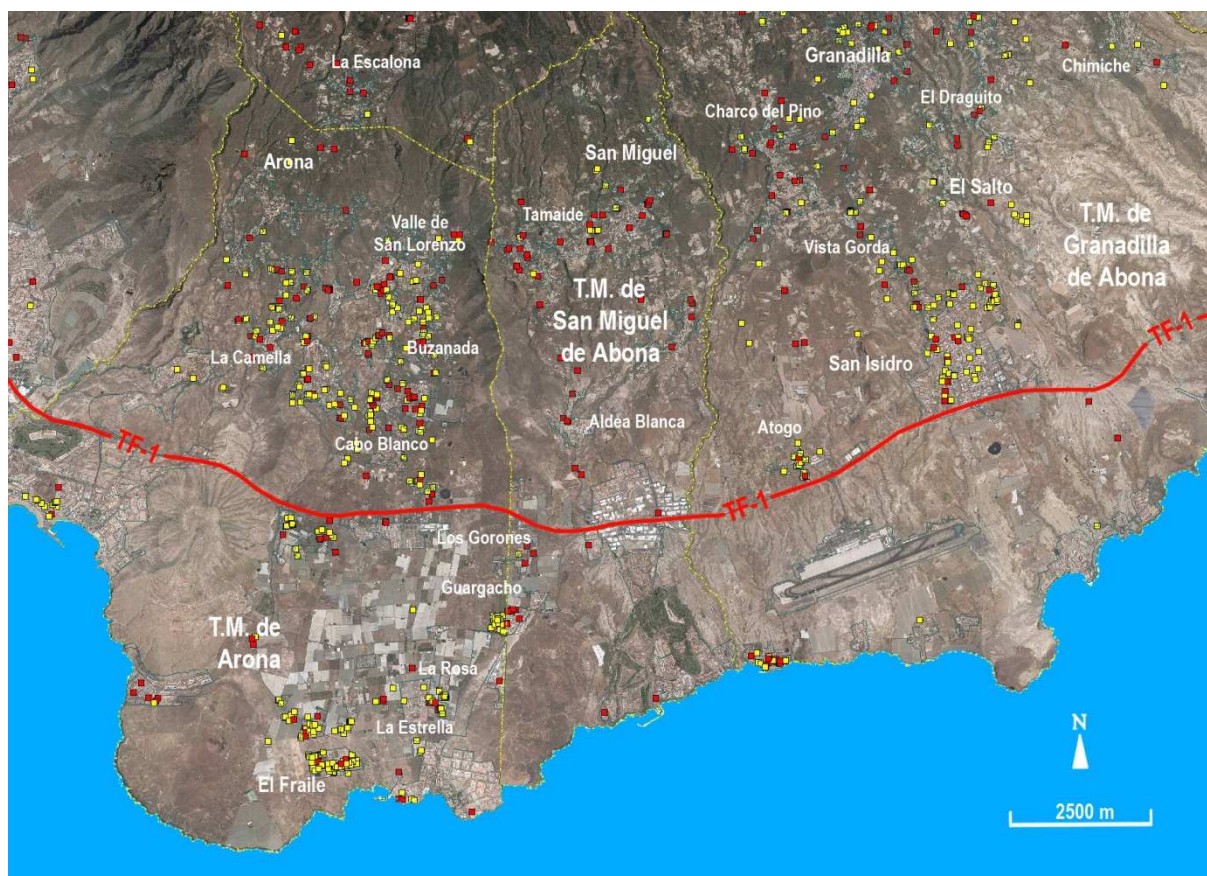 La Escalona
Granadilla
Chimiche
El Draguito
Charco del Pino
Arona
San Miguel
El Salto
Tamaide
Valle de
San Lorenzo
Vista Gorda
T.M. de
Granadilla
de Abona
T.M. de
San Miguel
de Abona
TF-1
La Camella
Buzanada
San Isidro
Aldea Blanca
Atogo
Cabo Blanco
TF-1
TF-1
Los Gorones
Guargacho
T.M. de
Arona
La Rosa
La Estrella
El Fraile
N
2500 m